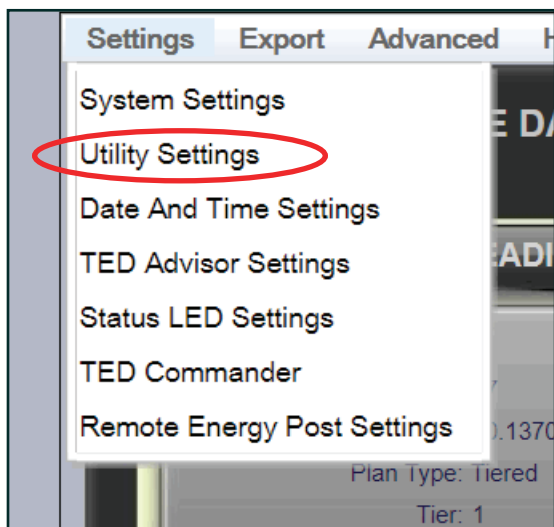 Settings Export Advanced
System Settings
Utility Settings
Date And Time Settings
TED Advisor Settings
Status LED Settings
TED Commander
Remote Energy Post Settings
.1370
Plan Type: Tiered
Tier: 1